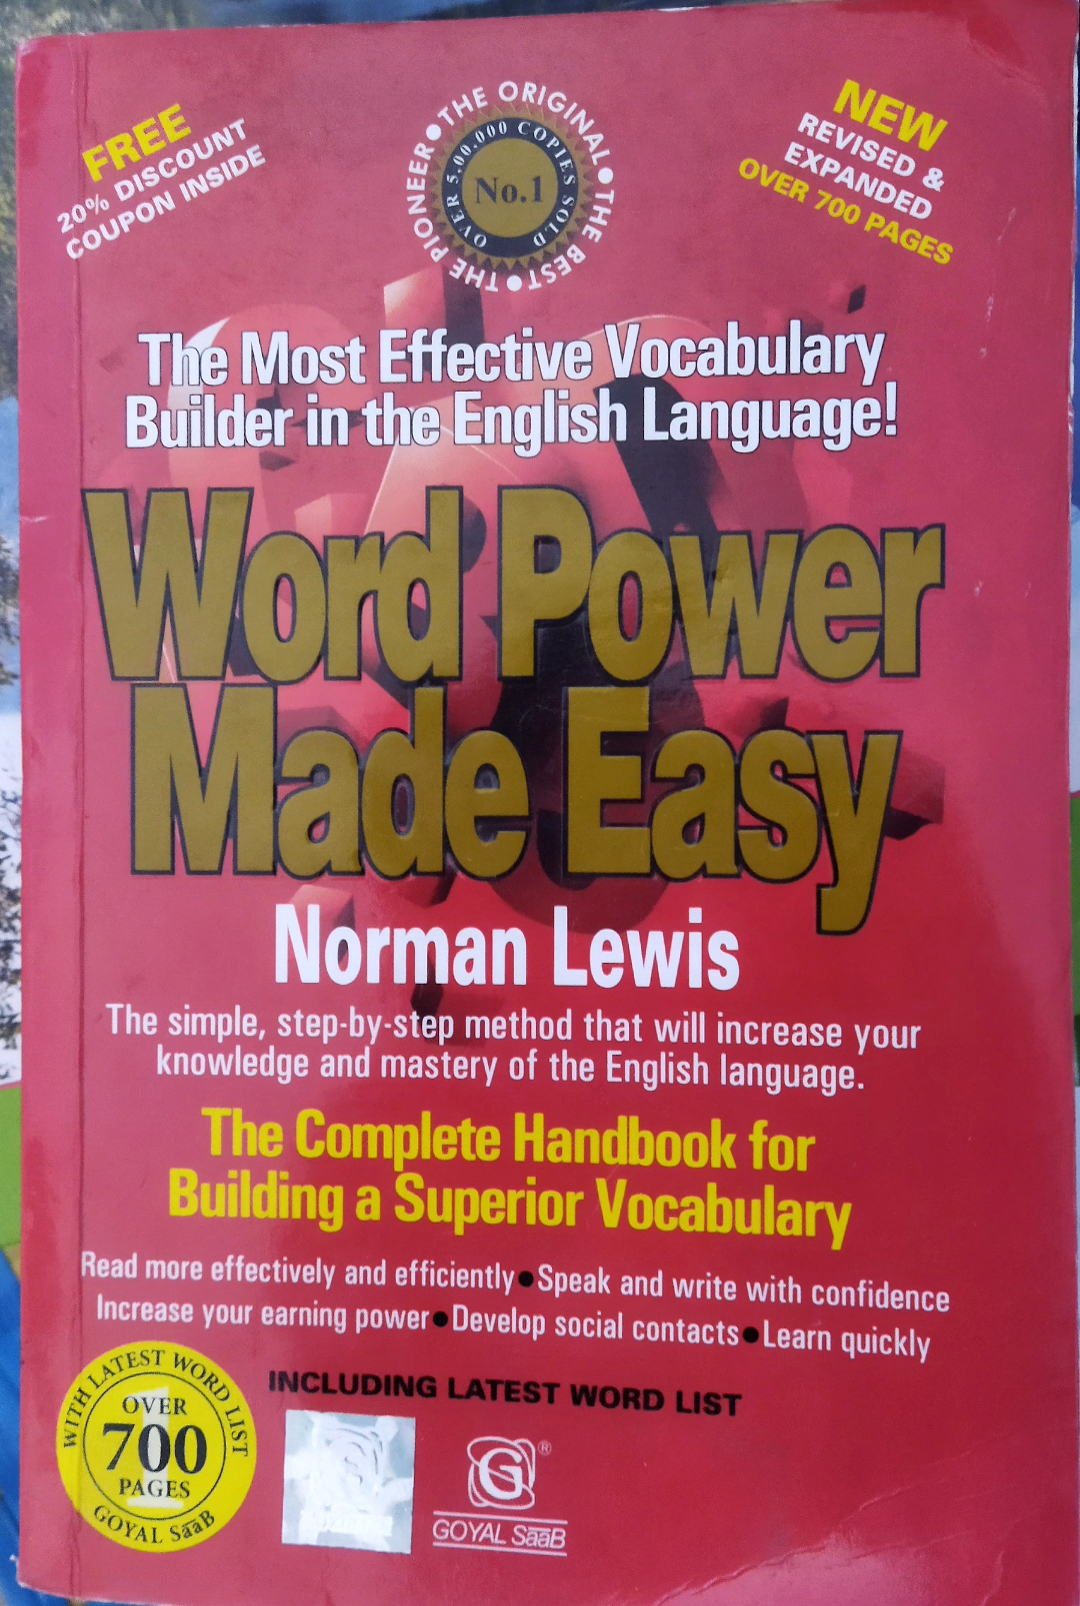 FREE
20% DISCOUNT
COUPON INSIDE
THE ORIGINAL • THE BEST • THE PIONEER •
OVER 5,00,000 COPIES SOLD
No.1
NEW
REVISED &
EXPANDED
OVER 700 PAGES
The Most Effective Vocabulary
Builder in the English Language!
Word Power
Made Easy
Norman Lewis
The simple, step-by-step method that will increase your
knowledge and mastery of the English language.
The Complete Handbook for
Building a Superior Vocabulary
Read more effectively and efficiently • Speak and write with confidence
Increase your earning power • Develop social contacts • Learn quickly
INCLUDING LATEST WORD LIST
WITH LATEST WORD LIST
1
OVER
700
PAGES
GOYAL SaaB
G®
GOYAL SaaB